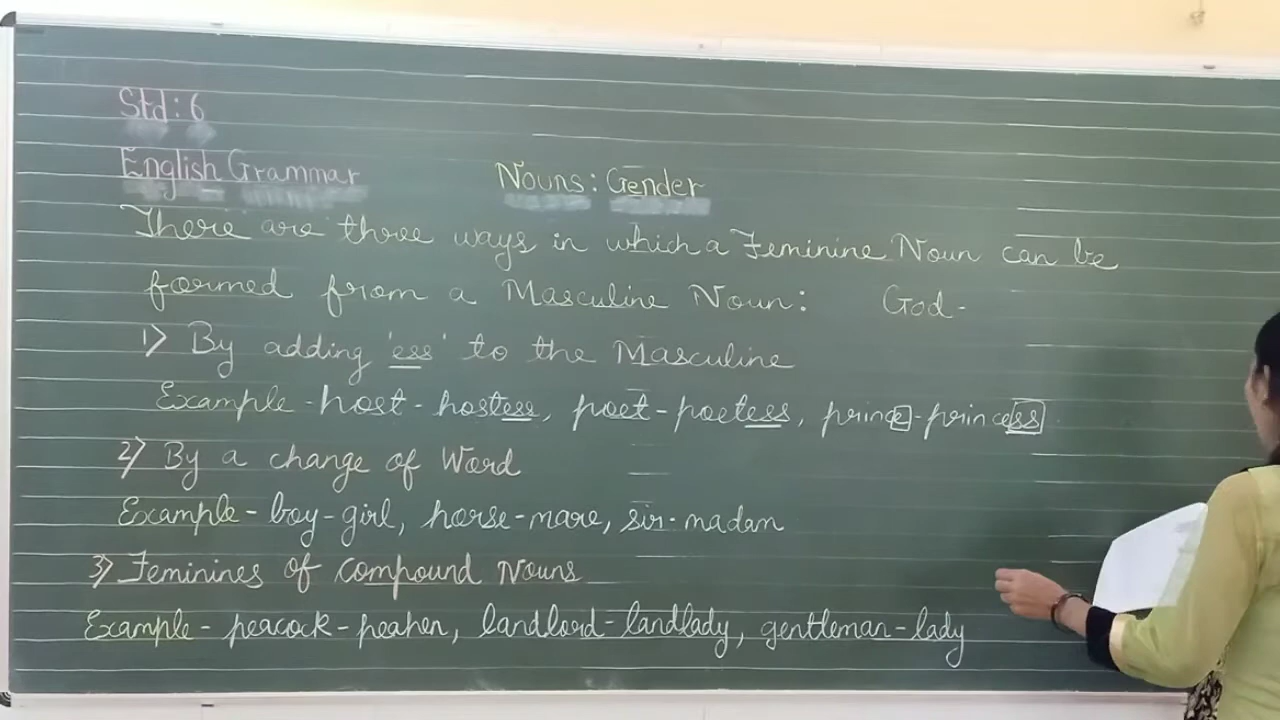 Std: 6
English Grammar Nouns: Gender
There are three ways in which a Feminine Noun can be
formed from a Masculine Noun: God-
1) By adding 'ess' to the Masculine
Example - host - hostess, poet - poetess, prince - princess
2) By a change of Word
Example - boy - girl, horse - mare, sir - madan
3) Feminines of compound Nouns
Example - peacock - peahen, landlord - landlady, gentleman - lady